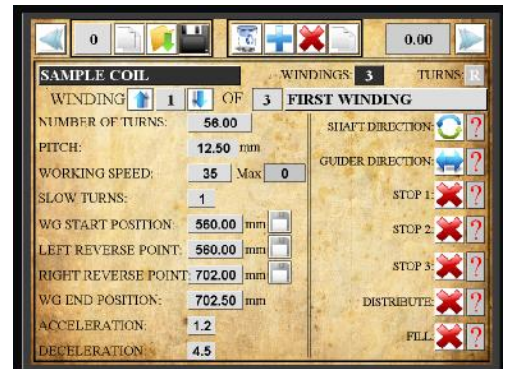 0 0.00
SAMPLE COIL WINDINGS: 3 TURNS: R
WINDING 1 OF 3 FIRST WINDING
NUMBER OF TURNS: 56.00 SHAFT DIRECTION: ?
PITCH: 12.50 mm
GUIDER DIRECTION: ?
WORKING SPEED: 35 Max 0
SLOW TURNS: 1 STOP 1: ?
WG START POSITION: 560.00 mm STOP 2: ?
LEFT REVERSE POINT: 560.00 mm
RIGHT REVERSE POINT: 702.00 mm STOP 3: ?
WG END POSITION: 702.50 mm DISTRIBUTE: ?
ACCELERATION: 1.2
FILL: ?
DECELERATION: 4.5